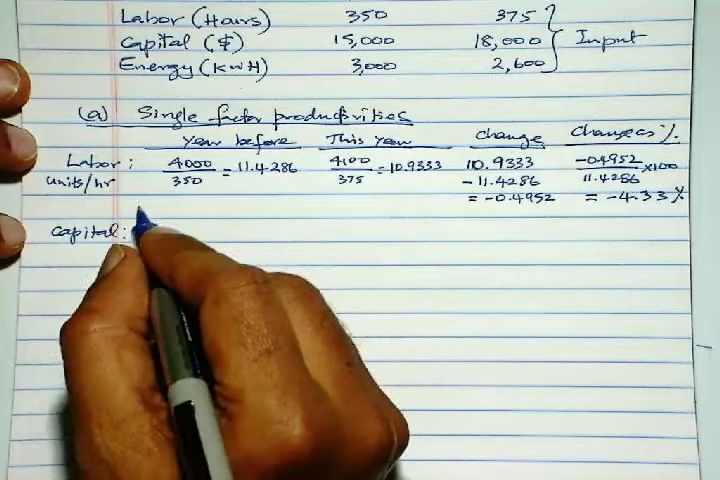 Labor (Hours) 350 375
Capital ($) 15,000 18,000 Input
Energy (KWH) 3,000 2,600
(a) Single factor productivities
Year before This year Change Change as %
Labor: 4000/350 = 11.4286 4100/375 = 10.9333 10.9333 -0.4952/11.4286 ×100
Units/hr - 11.4286
= -0.4952 = -4.33%
Capital: